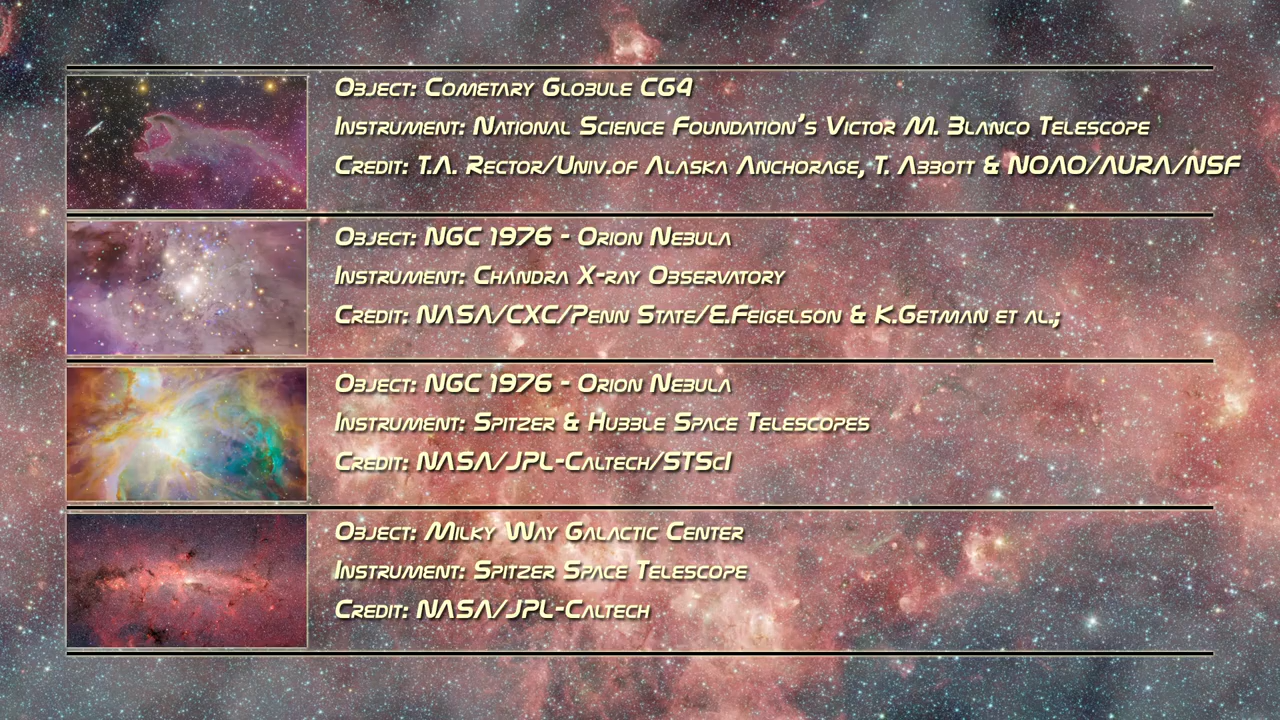 Object: Cometary Globule CG4
Instrument: National Science Foundation's Victor M. Blanco Telescope
Credit: T.A. Rector/Univ.of Alaska Anchorage, T. Abbott & NOAO/AURA/NSF
Object: NGC 1976 - Orion Nebula
Instrument: Chandra X-ray Observatory
Credit: NASA/CXC/Penn State/E.Feigelson & K.Getman et al.;
Object: NGC 1976 - Orion Nebula
Instrument: Spitzer & Hubble Space Telescopes
Credit: NASA/JPL-Caltech/STScI
Object: Milky Way Galactic Center
Instrument: Spitzer Space Telescope
Credit: NASA/JPL-Caltech